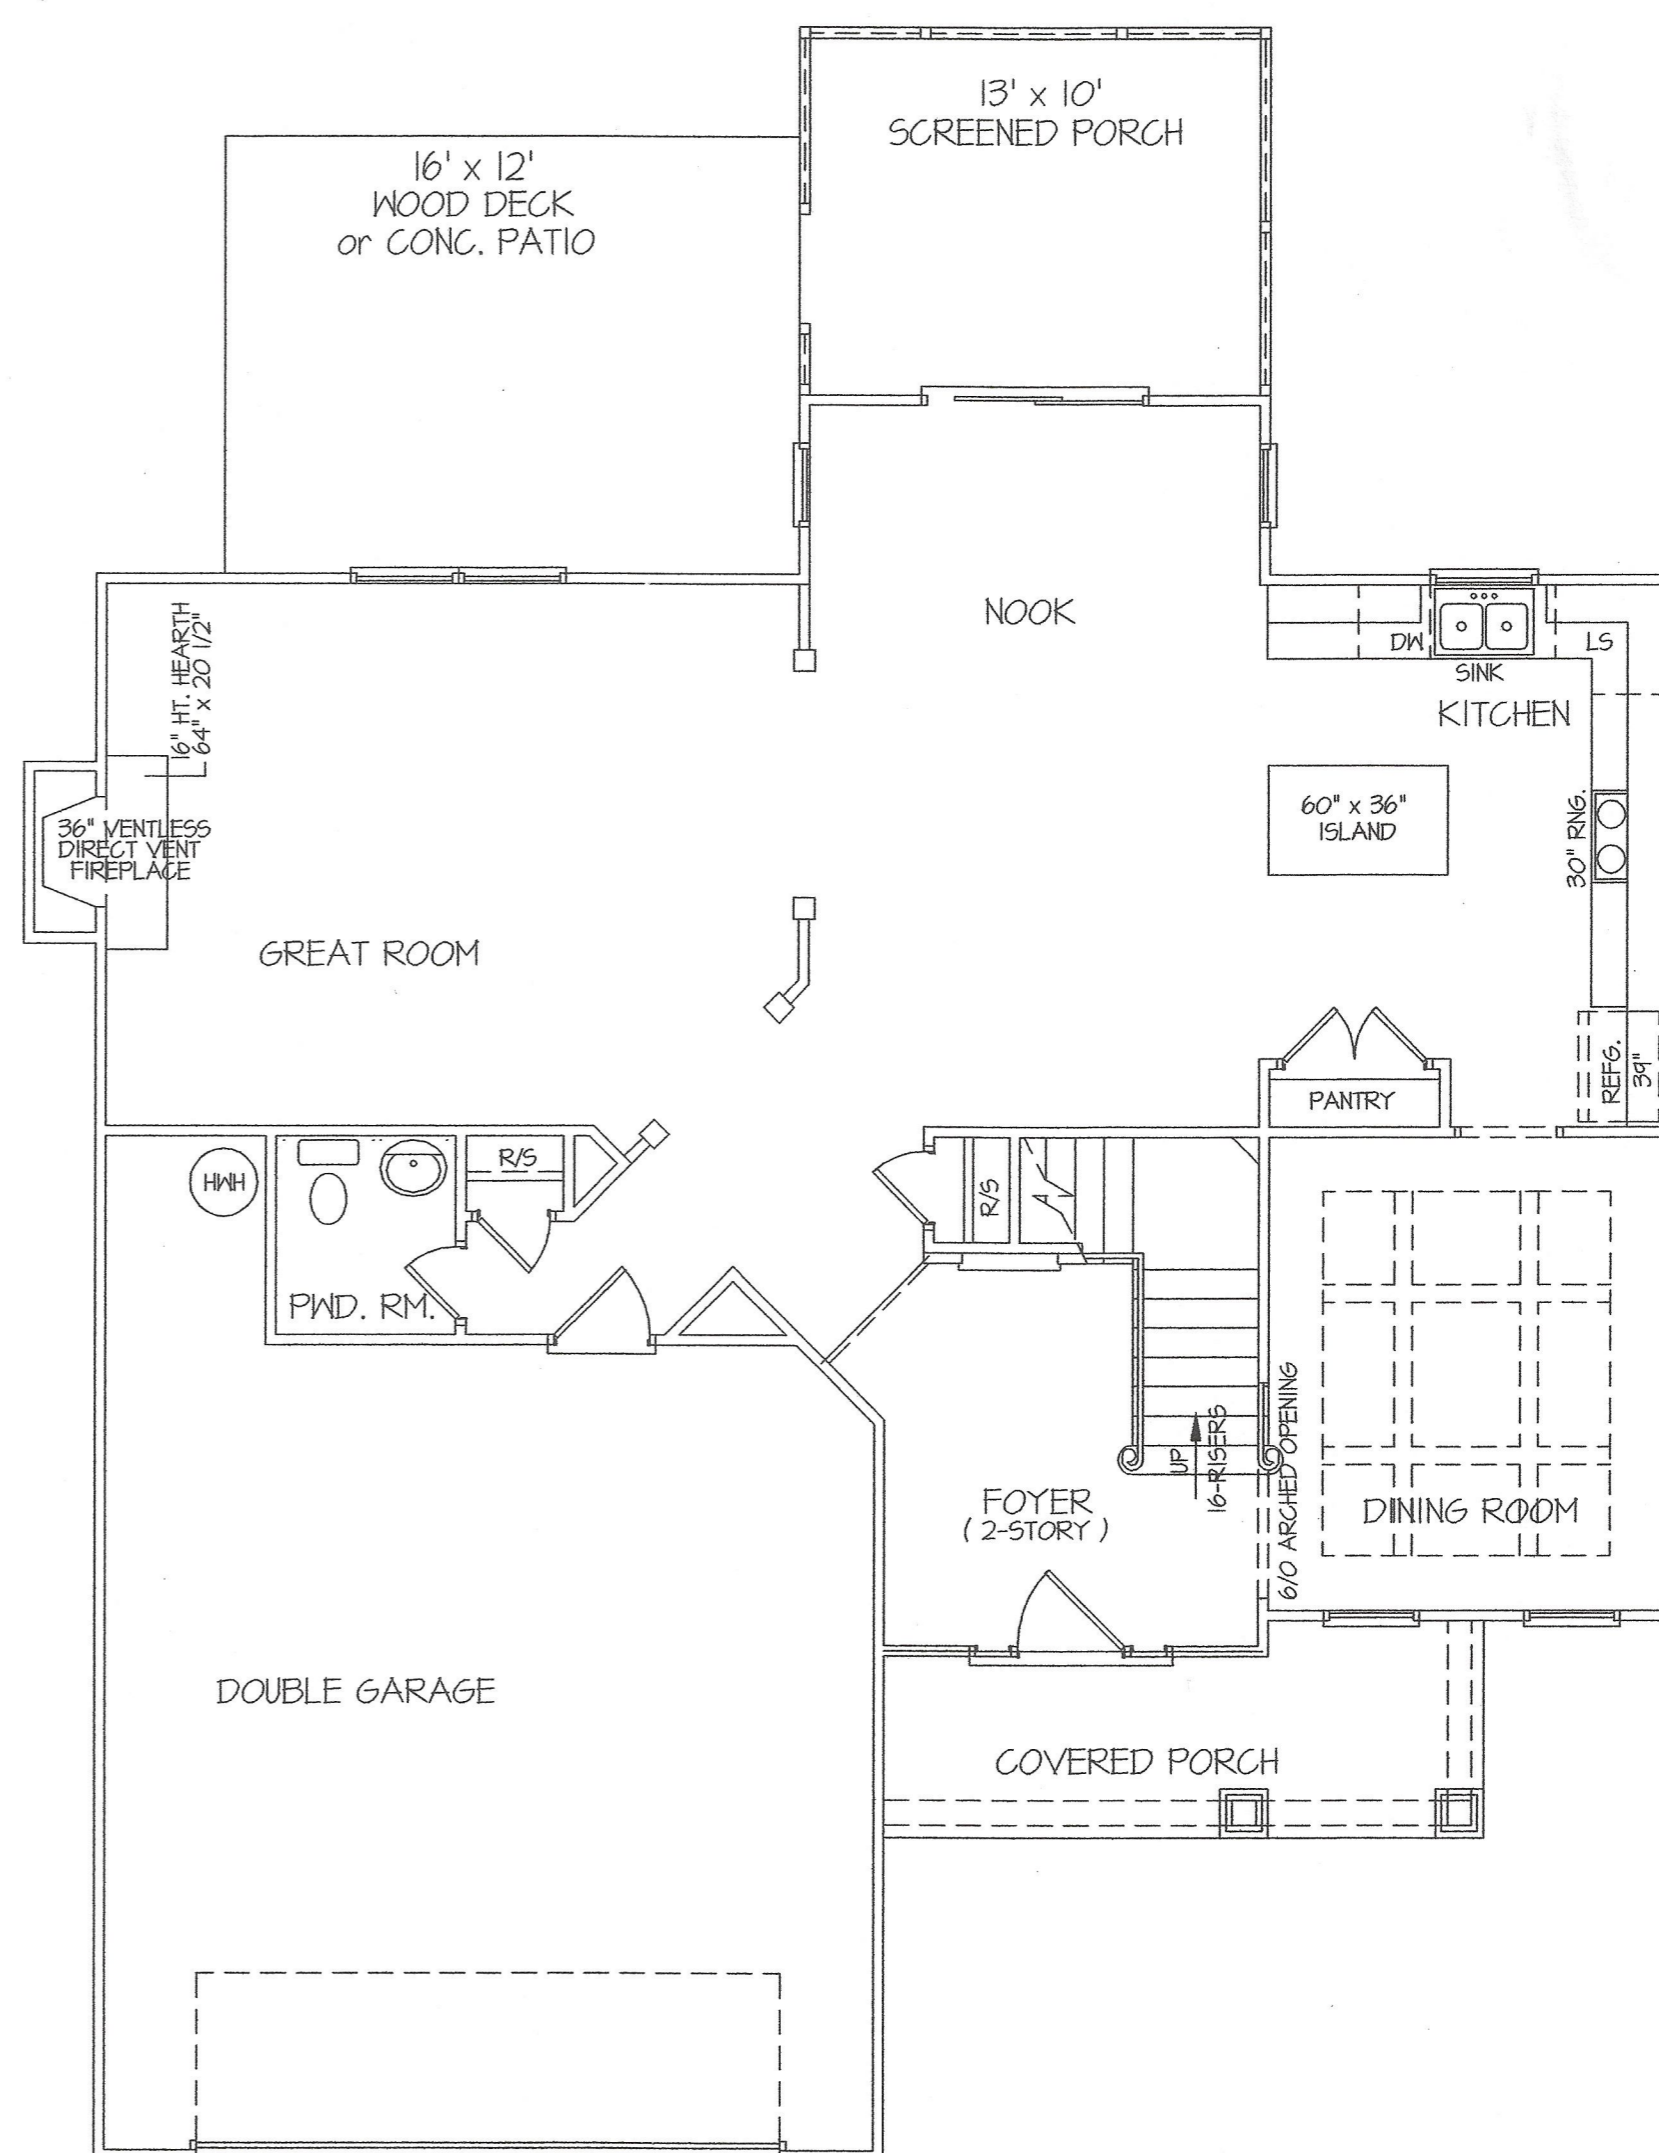 13' x 10'
SCREENED PORCH
16' x 12'
WOOD DECK
or CONC. PATIO
NOOK
16" HT. HEARTH
64" x 20 1/2"
DW
SINK
LS
KITCHEN
60" x 36"
ISLAND
30" RNG.
36" VENTLESS
DIRECT VENT
FIREPLACE
GREAT ROOM
REFG.
39"
PANTRY
R/S
HWH
R/S
PWD. RM.
UP
16-RISERS
6/0 ARCHED OPENING
FOYER
( 2-STORY )
DINING ROOM
DOUBLE GARAGE
COVERED PORCH